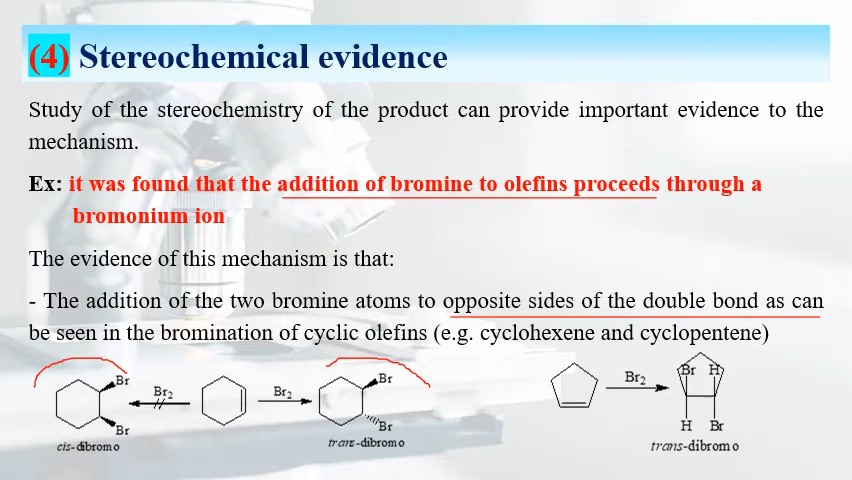 (4) Stereochemical evidence
Study of the stereochemistry of the product can provide important evidence to the
mechanism.
Ex: it was found that the addition of bromine to olefins proceeds through a
bromonium ion
The evidence of this mechanism is that:
- The addition of the two bromine atoms to opposite sides of the double bond as can
be seen in the bromination of cyclic olefins (e.g. cyclohexene and cyclopentene)
Br
Br
cis-dibromo
Br2
Br2
Br
Br
trans-dibromo
Br2
Br H
H Br
trans-dibromo